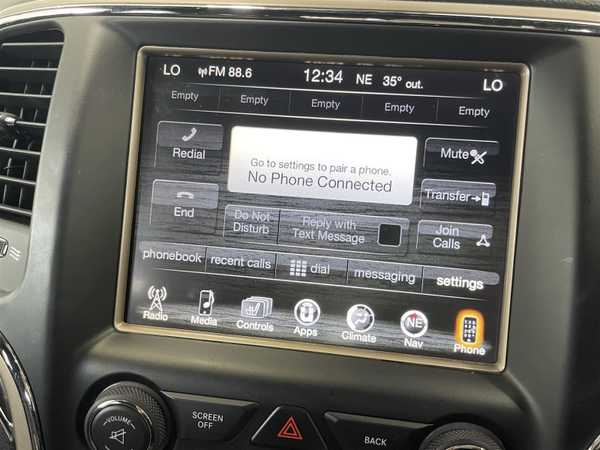 LO FM 88.6 12:34 NE 35° out. LO
Empty Empty Empty Empty Empty
Redial
Go to settings to pair a phone.
No Phone Connected
Mute
Transfer
End
Do Not
Disturb
Reply with
Text Message
Join
Calls
phonebook recent calls dial messaging settings
NE
Radio Media Controls Apps Climate Nav Phone
VOLUME
SCREEN
OFF
BACK